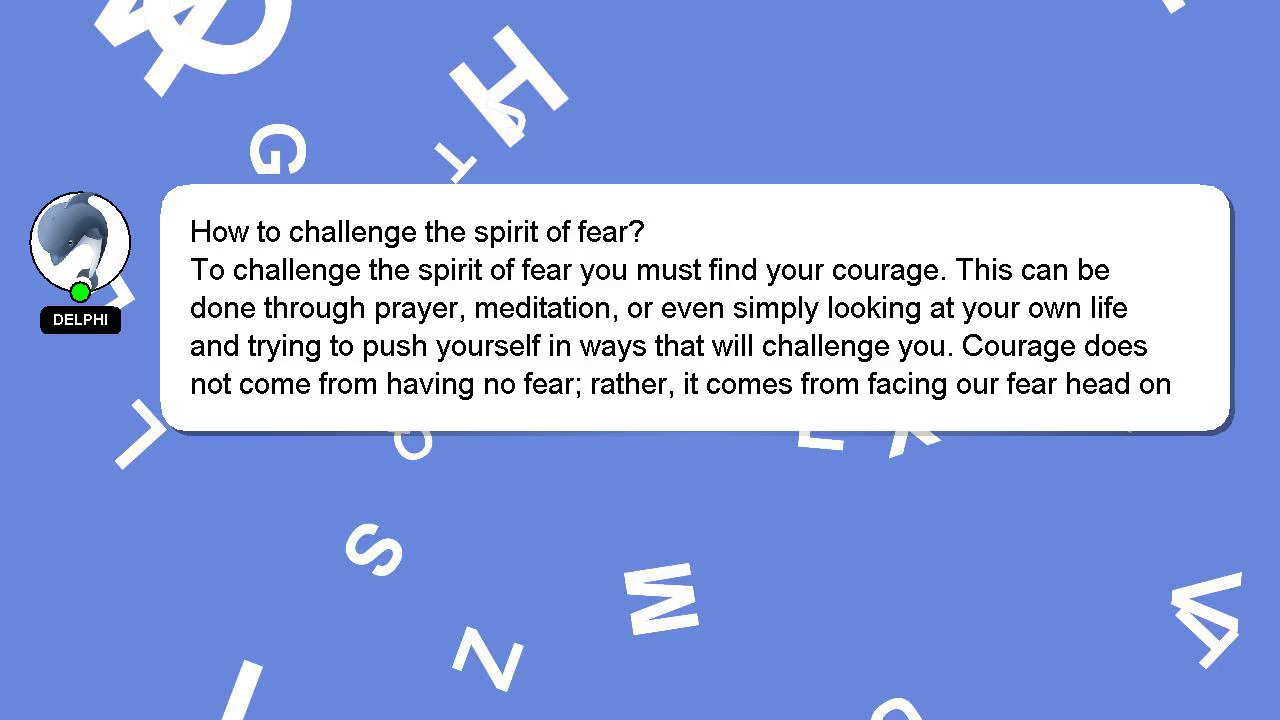 How to challenge the spirit of fear?
To challenge the spirit of fear you must find your courage. This can be
done through prayer, meditation, or even simply looking at your own life
and trying to push yourself in ways that will challenge you. Courage does
not come from having no fear; rather, it comes from facing our fear head on
DELPHI
H
G
T
L
S
M
Z
V